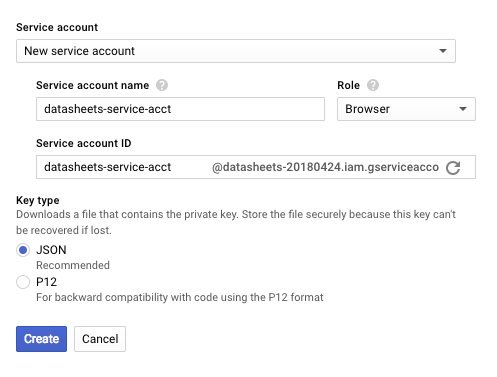 Service account
New service account
Service account name ? Role ?
datasheets-service-acct Browser
Service account ID
datasheets-service-acct @datasheets-20180424.iam.gserviceacco
Key type
Downloads a file that contains the private key. Store the file securely because this key can't
be recovered if lost.
JSON
Recommended
P12
For backward compatibility with code using the P12 format
Create Cancel